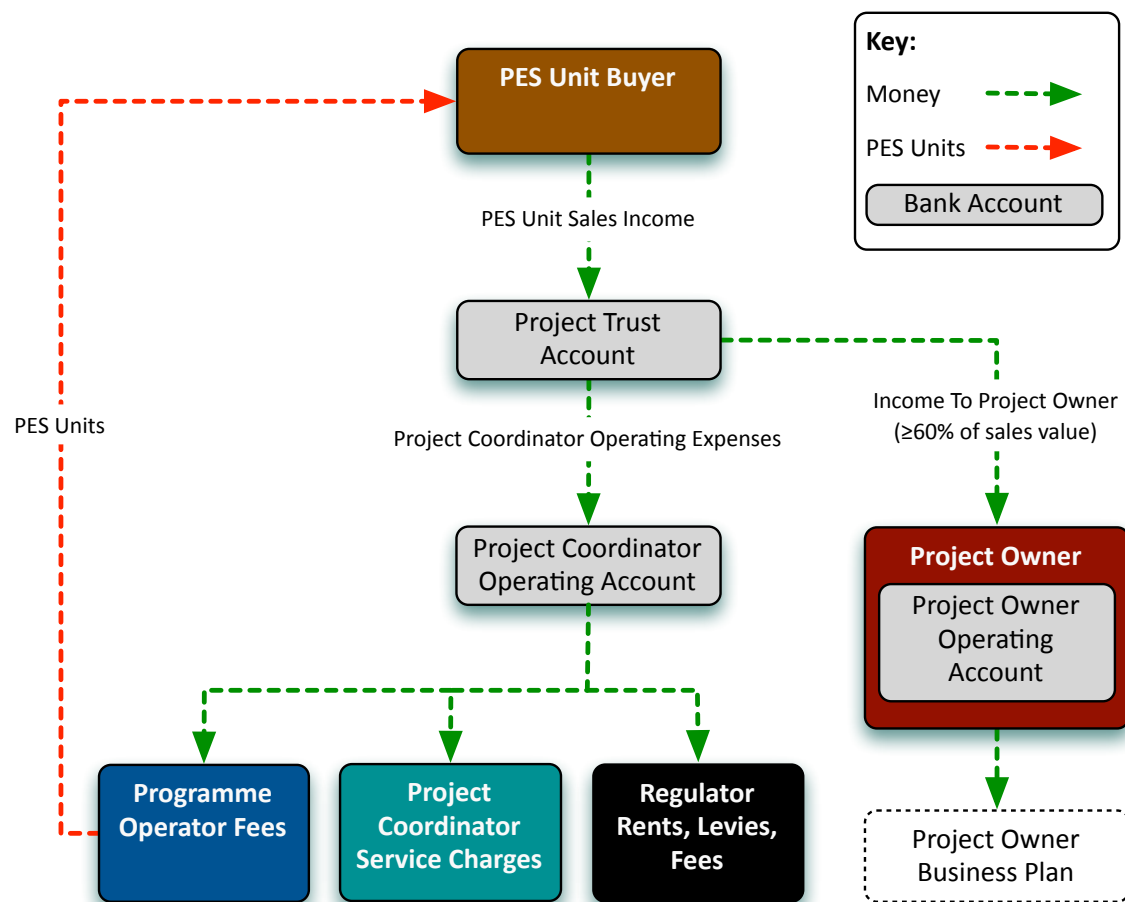 PES Unit Buyer
Key:
Money
PES Units
Bank Account
PES Unit Sales Income
Project Trust
Account
PES Units
Income To Project Owner
(≥60% of sales value)
Project Coordinator Operating Expenses
Project Coordinator
Operating Account
Project Owner
Project Owner
Operating
Account
Programme
Operator Fees
Project
Coordinator
Service Charges
Regulator
Rents, Levies,
Fees
Project Owner
Business Plan